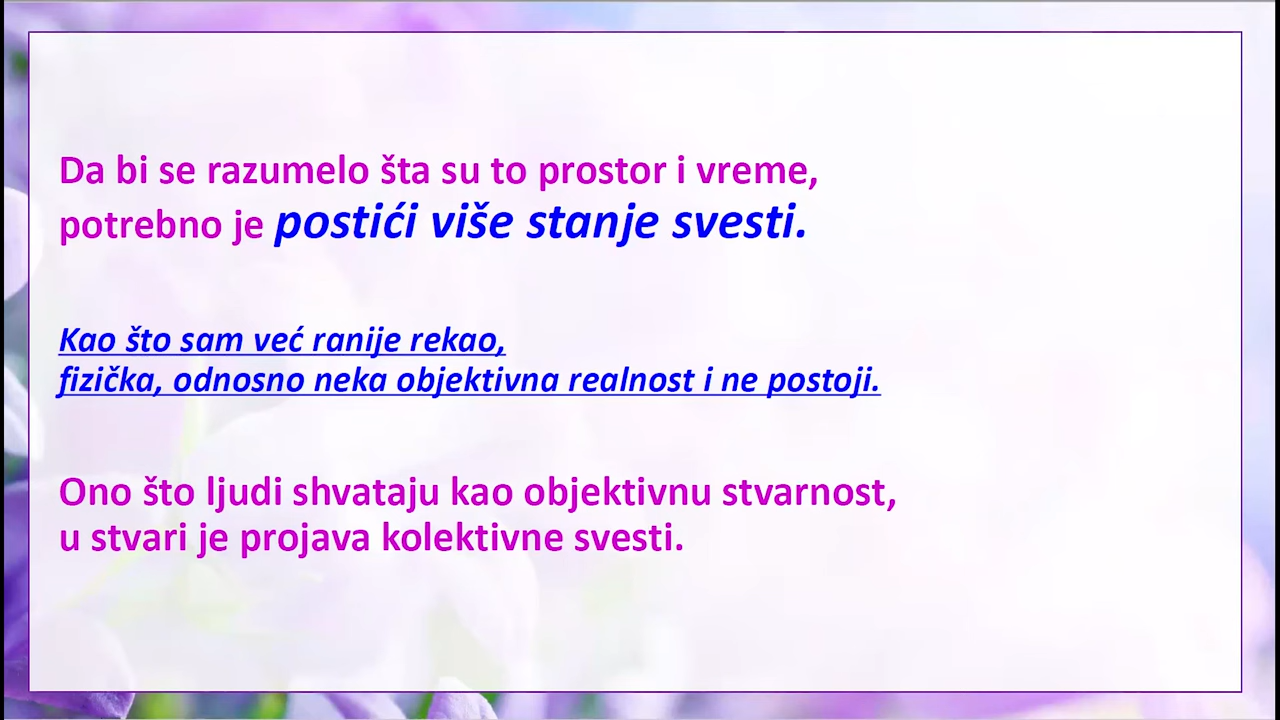 Da bi se razumelo šta su to prostor i vreme,
potrebno je postići više stanje svesti.
Kao što sam već ranije rekao,
fizička, odnosno neka objektivna realnost i ne postoji.
Ono što ljudi shvataju kao objektivnu stvarnost,
u stvari je projava kolektivne svesti.